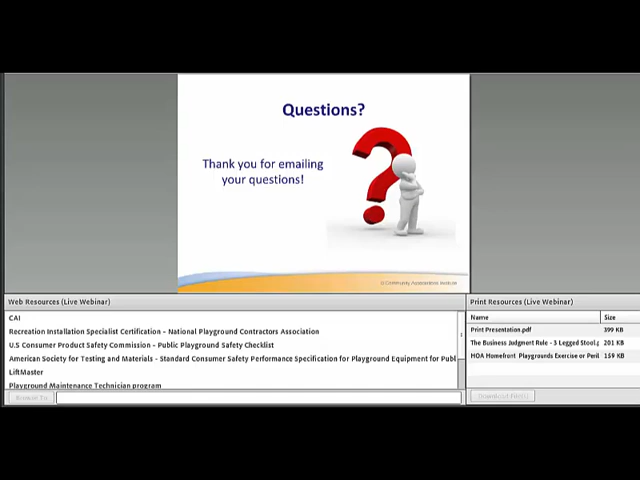 Questions?
Thank you for emailing
your questions!
© Community Associations Institute
Web Resources (Live Webinar)
CAI
Recreation Installation Specialist Certification - National Playground Contractors Association
U.S Consumer Product Safety Commission - Public Playground Safety Checklist
American Society for Testing and Materials - Standard Consumer Safety Performance Specification for Playground Equipment for Publ
LiftMaster
Playground Maintenance Technician program
Browse To
Print Resources (Live Webinar)
Name Size
Print Presentation.pdf 399 KB
The Business Judgment Rule - 3 Legged Stool.p 201 KB
HOA Homefront Playgrounds Exercise or Peril 159 KB
Download File(s)